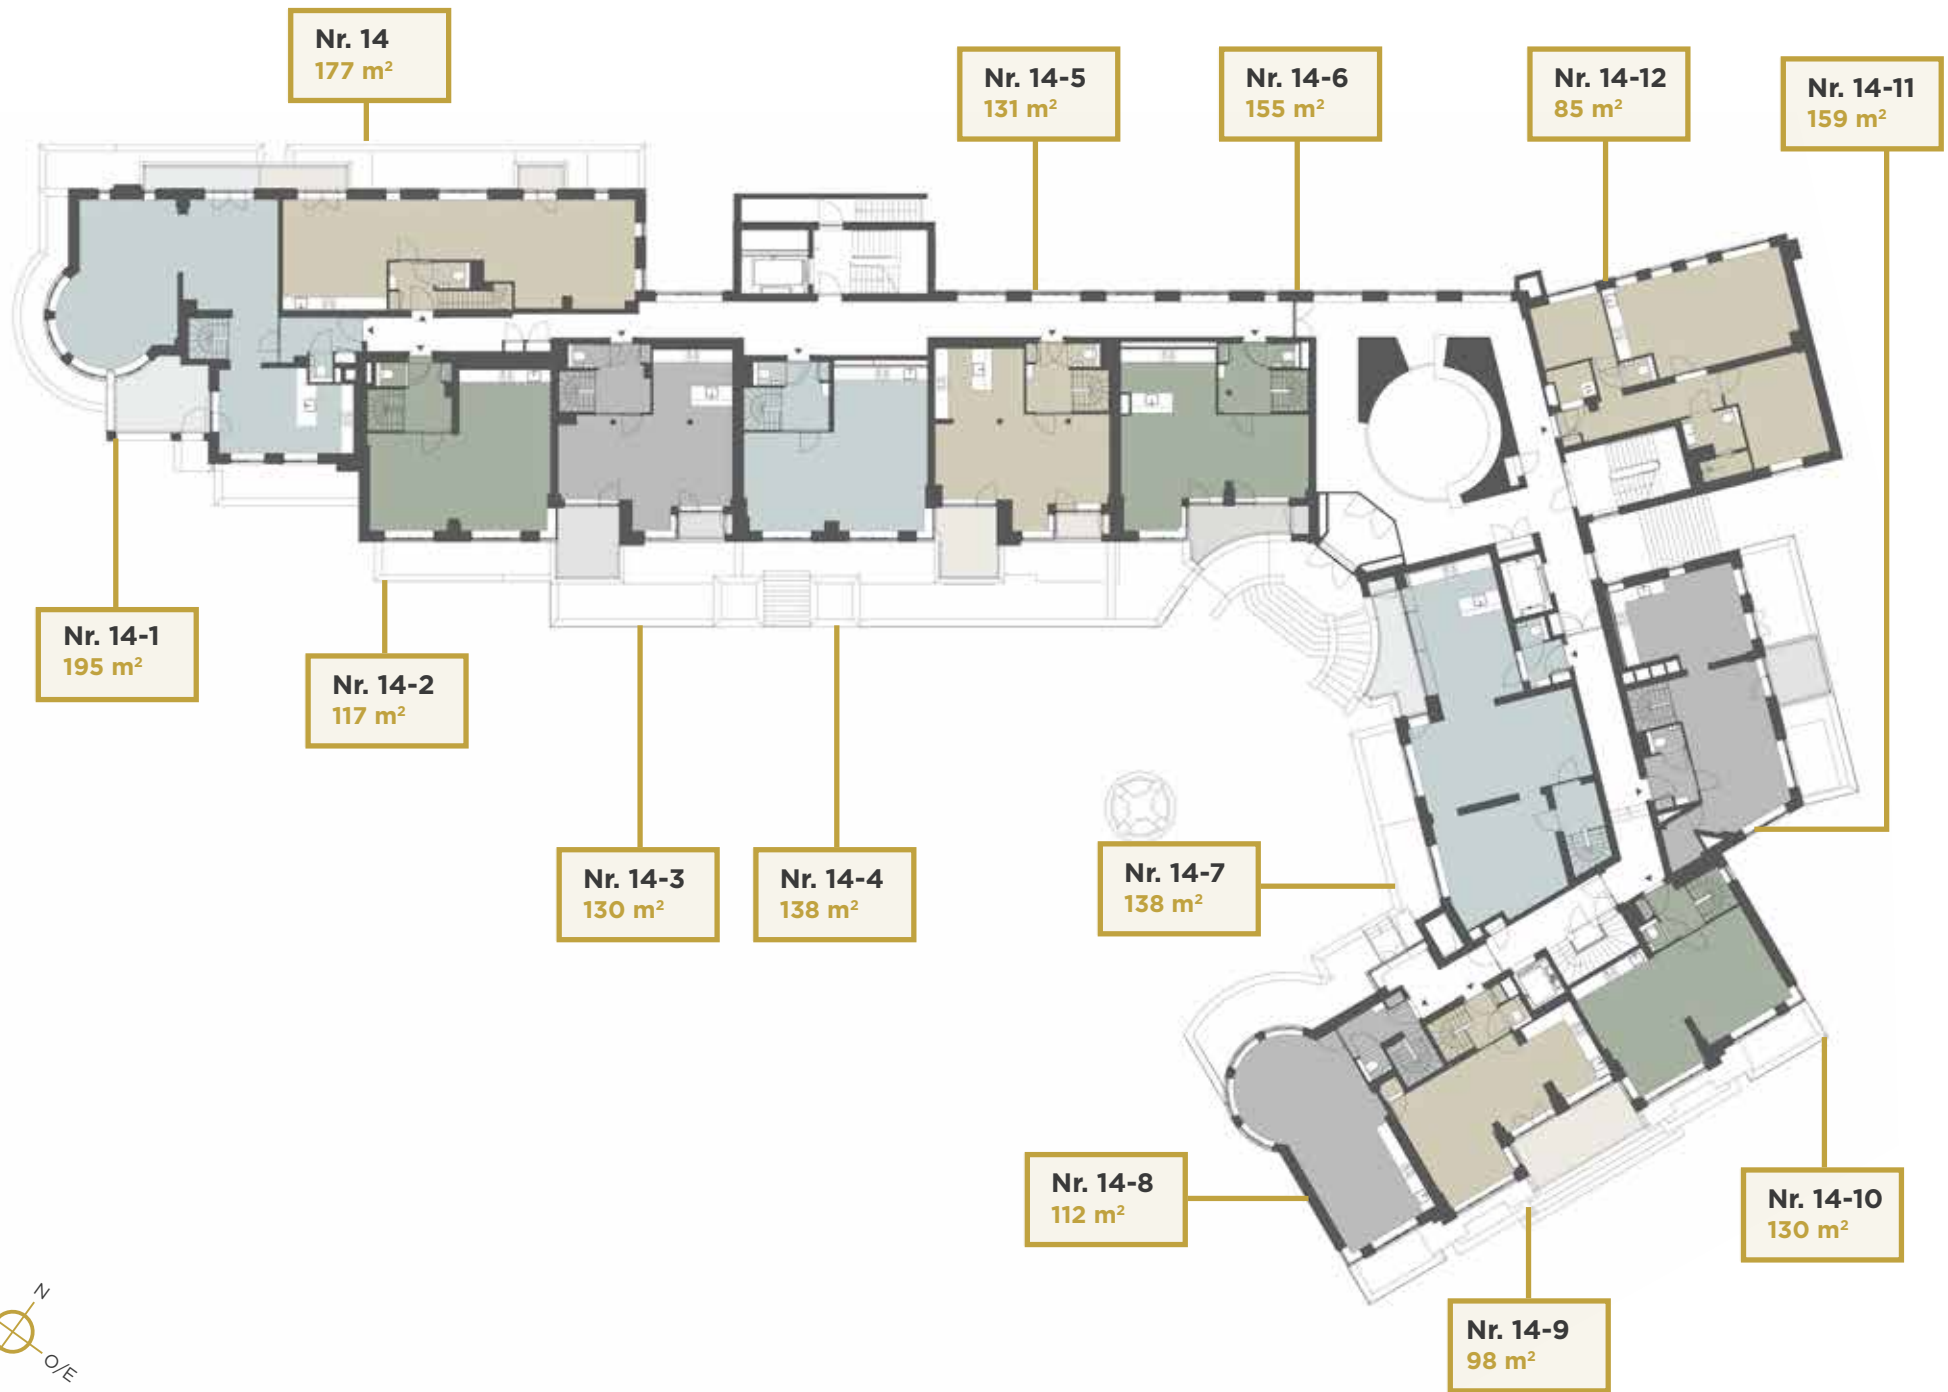 Nr. 14
177 m²
Nr. 14-5
131 m²
Nr. 14-6
155 m²
Nr. 14-12
85 m²
Nr. 14-11
159 m²
Nr. 14-1
195 m²
Nr. 14-2
117 m²
Nr. 14-3
130 m²
Nr. 14-4
138 m²
Nr. 14-7
138 m²
Nr. 14-8
112 m²
Nr. 14-10
130 m²
Nr. 14-9
98 m²
N
O/E